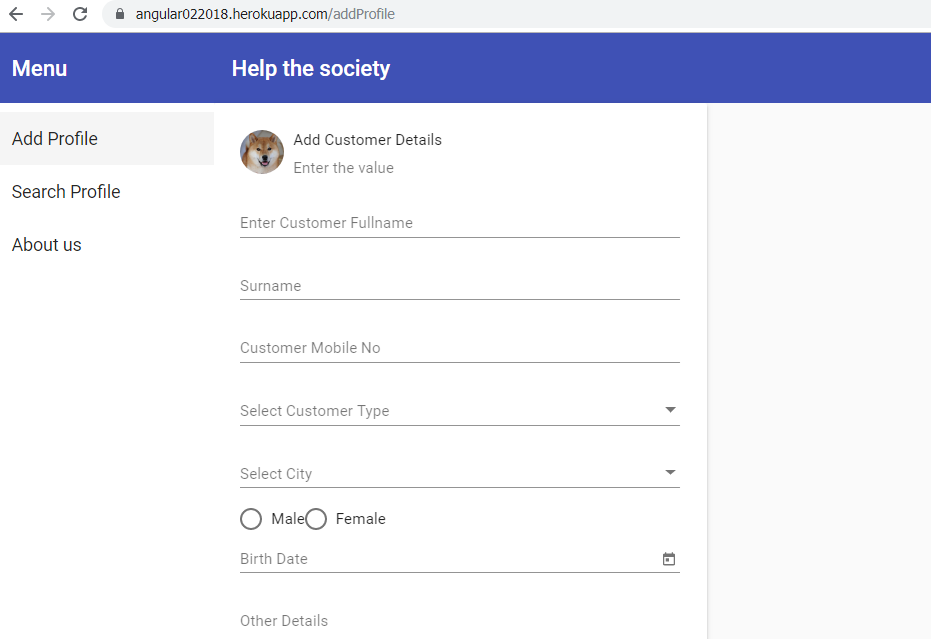 angular022018.herokuapp.com/addProfile
Menu
Help the society
Add Profile
Search Profile
About us
Add Customer Details
Enter the value
Enter Customer Fullname
Surname
Customer Mobile No
Select Customer Type
Select City
Male Female
Birth Date
Other Details